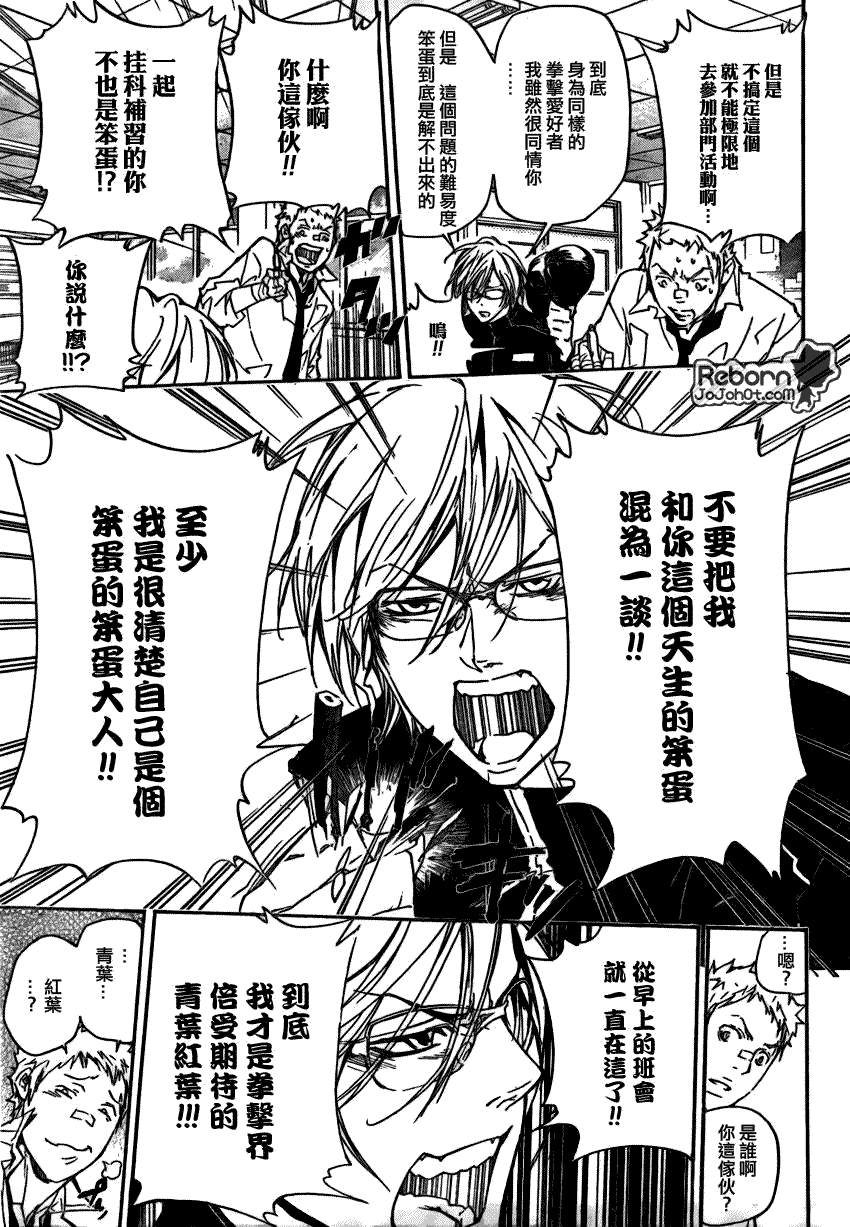 但是
不搞定這個
就不能極限地
去參加部門活動啊…
到底
身為同樣的
拳擊愛好者
我雖然很同情你
……
但是 這個問題的難易度
笨蛋到底是解不出來的
嗚!!
什麼啊
你這傢伙!!
一起
挂科補習的你
不也是笨蛋!?
你說什麼!!?
ガタッ
Reborn
JoJoHot.com
不要把我
和你這個天生的笨蛋
混為一談!!
至少
我是很清楚自己是個
笨蛋的笨蛋大人!!
…嗯?
是誰啊
你這傢伙?
從早上的班會
就一直在這了!!
到底
我才是拳擊界
倍受期待的
青葉紅葉!!!
…
青葉…
紅葉
…?